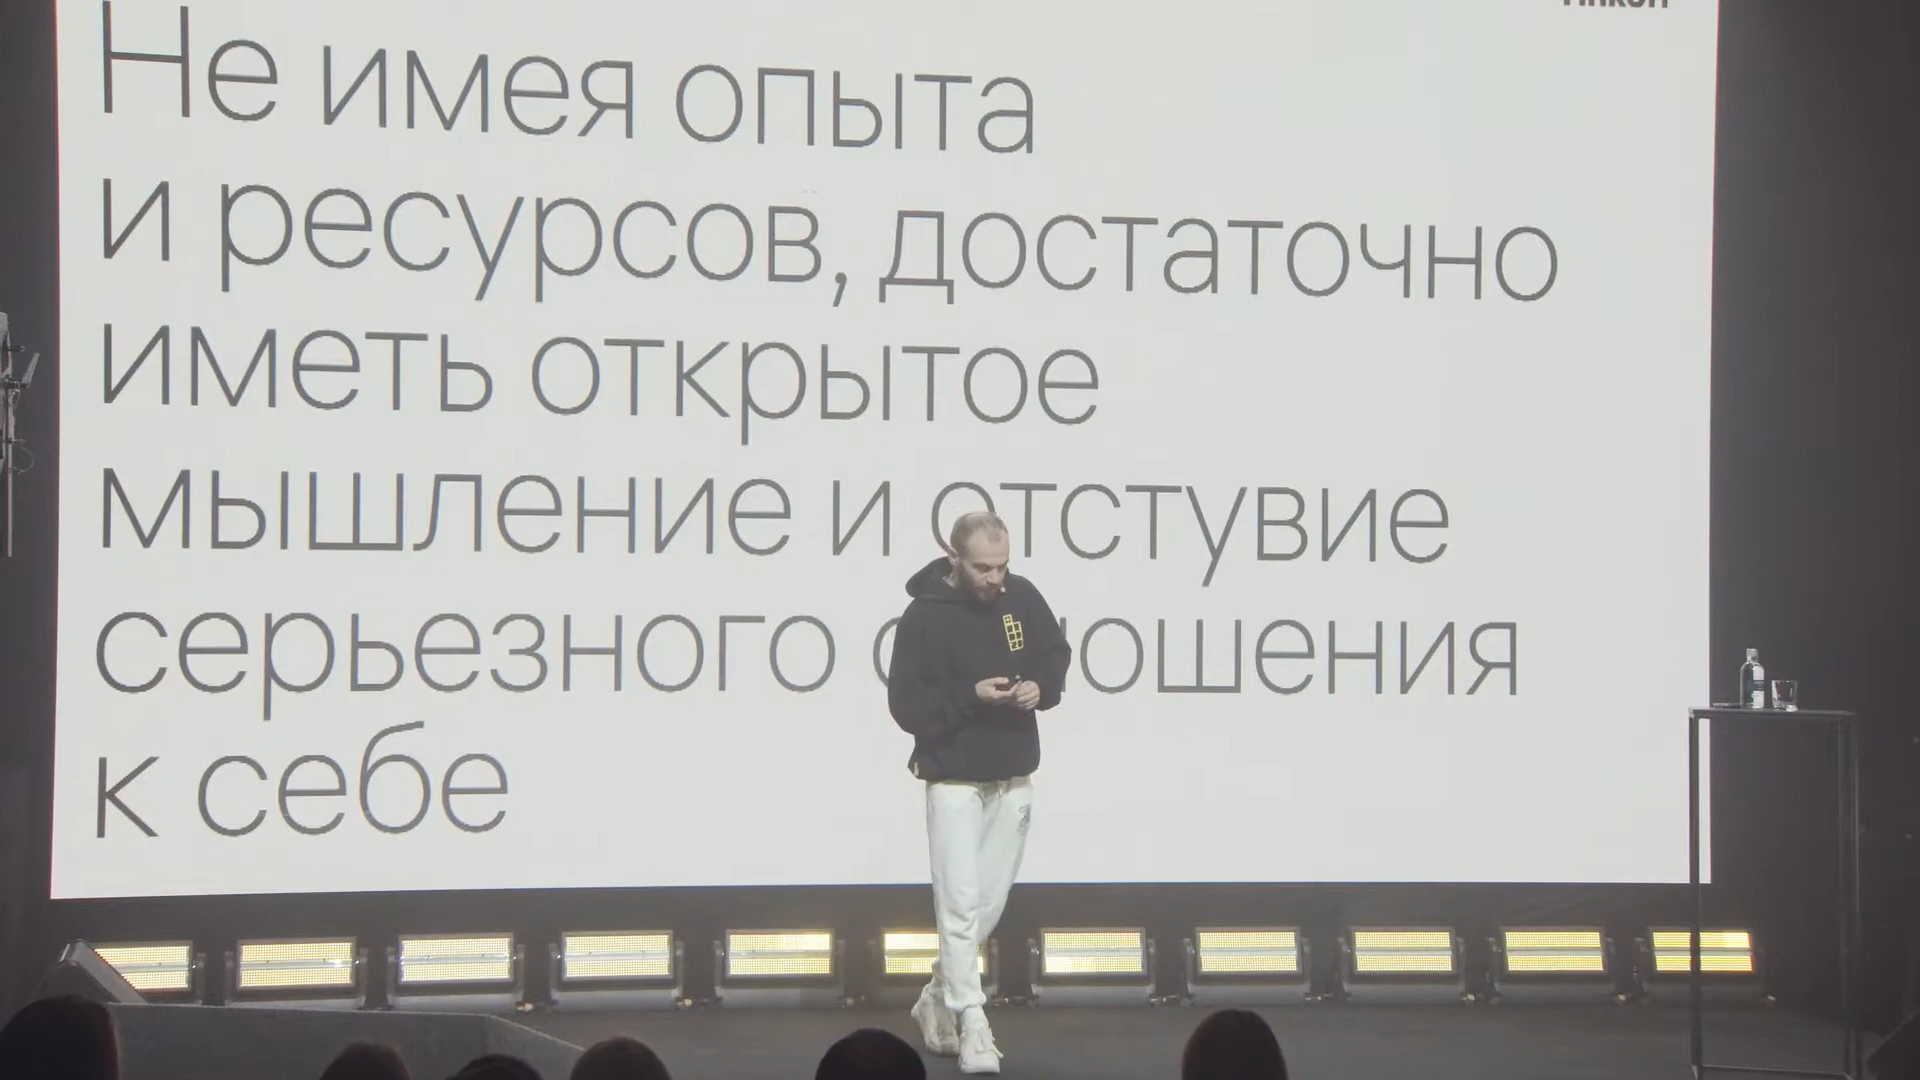 Не имея опыта
и ресурсов, достаточно
иметь открытое
мышление и отстувие
серьезного
к себе